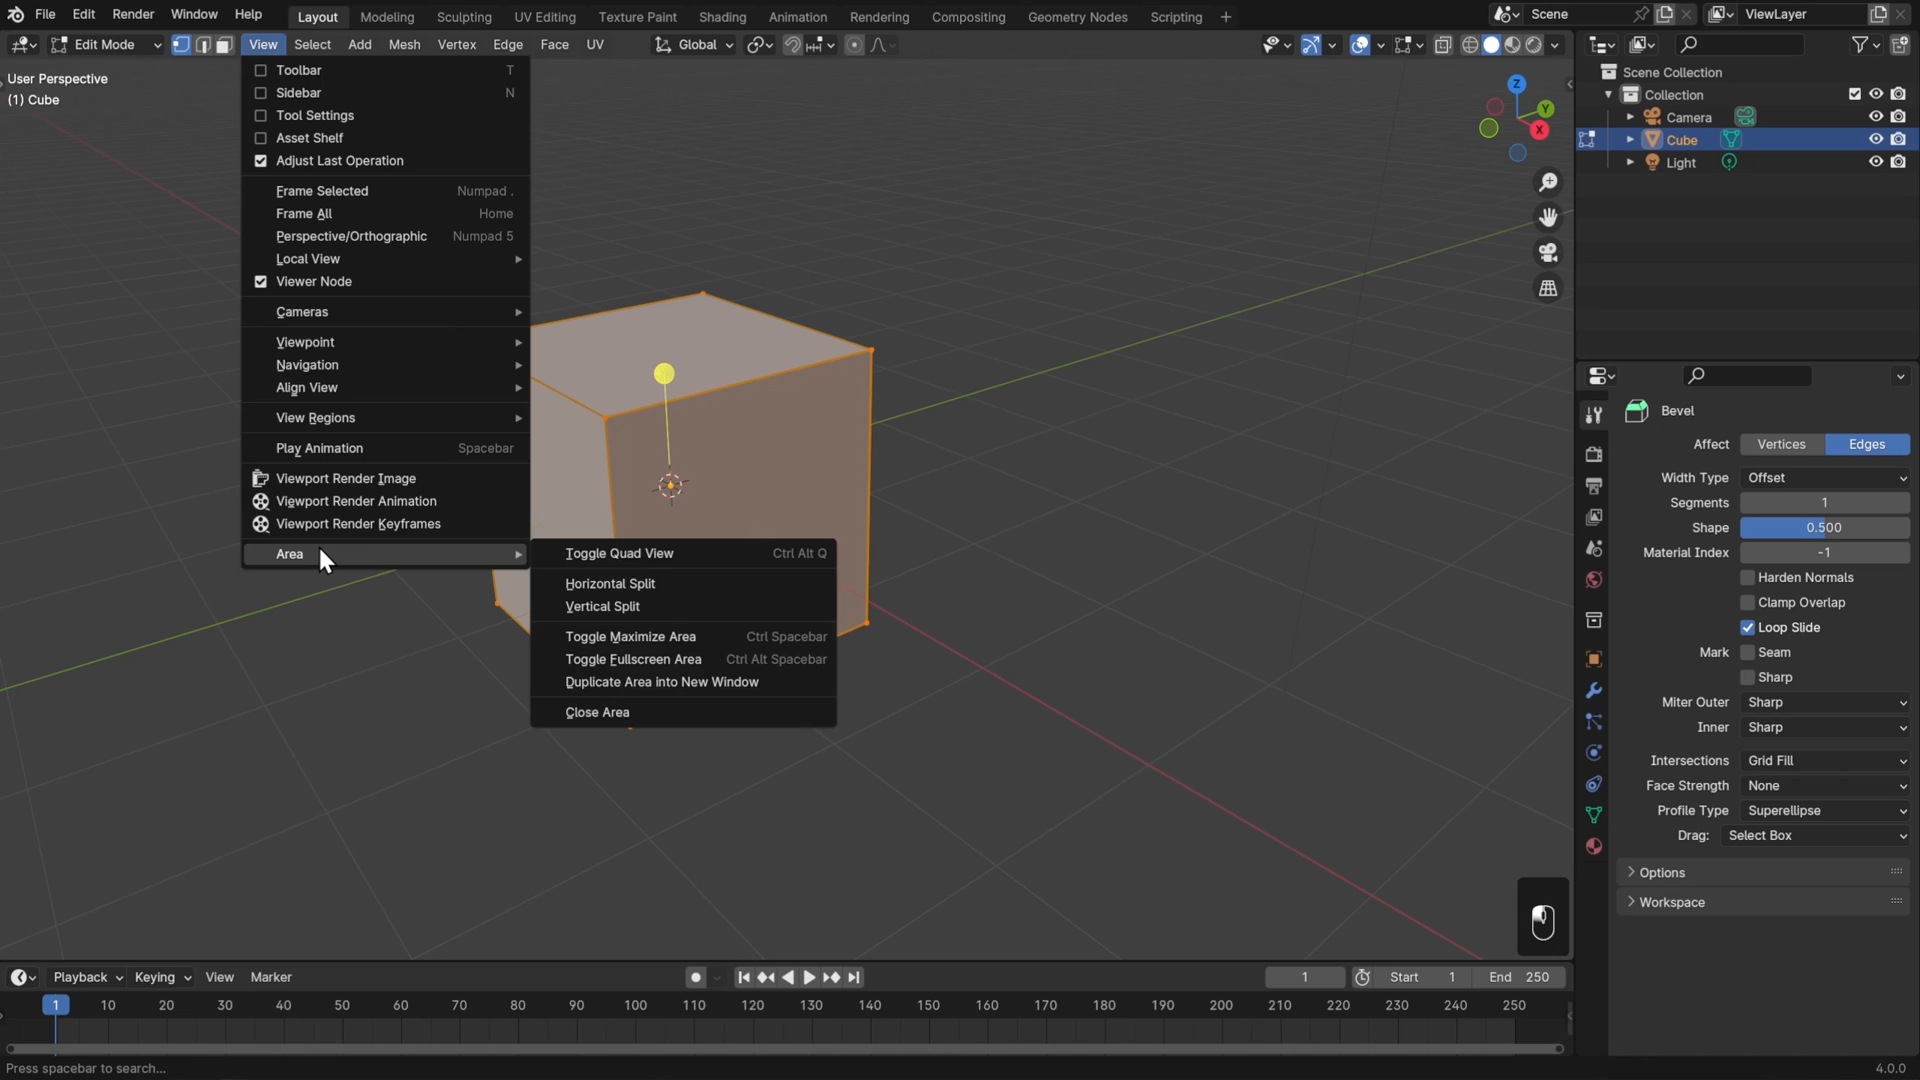 File Edit Render Window Help Layout Modeling Sculpting UV Editing Texture Paint Shading Animation Rendering Compositing Geometry Nodes Scripting + Scene ViewLayer
Edit Mode View Select Add Mesh Vertex Edge Face UV Global
User Perspective
(1) Cube
Toolbar T
Sidebar N
Tool Settings
Asset Shelf
Adjust Last Operation
Frame Selected Numpad .
Frame All Home
Perspective/Orthographic Numpad 5
Local View
Viewer Node
Cameras
Viewpoint
Navigation
Align View
View Regions
Play Animation Spacebar
Viewport Render Image
Viewport Render Animation
Viewport Render Keyframes
Area
Toggle Quad View Ctrl Alt Q
Horizontal Split
Vertical Split
Toggle Maximize Area Ctrl Spacebar
Toggle Fullscreen Area Ctrl Alt Spacebar
Duplicate Area into New Window
Close Area
Z
Y
X
Scene Collection
Collection
Camera
Cube
Light
Bevel
Affect Vertices Edges
Width Type Offset
Segments 1
Shape 0.500
Material Index -1
Harden Normals
Clamp Overlap
Loop Slide
Mark Seam
Sharp
Miter Outer Sharp
Inner Sharp
Intersections Grid Fill
Face Strength None
Profile Type Superellipse
Drag: Select Box
Options
Workspace
Playback Keying View Marker 1 Start 1 End 250
1 10 20 30 40 50 60 70 80 90 100 110 120 130 140 150 160 170 180 190 200 210 220 230 240 250
Press spacebar to search... 4.0.0